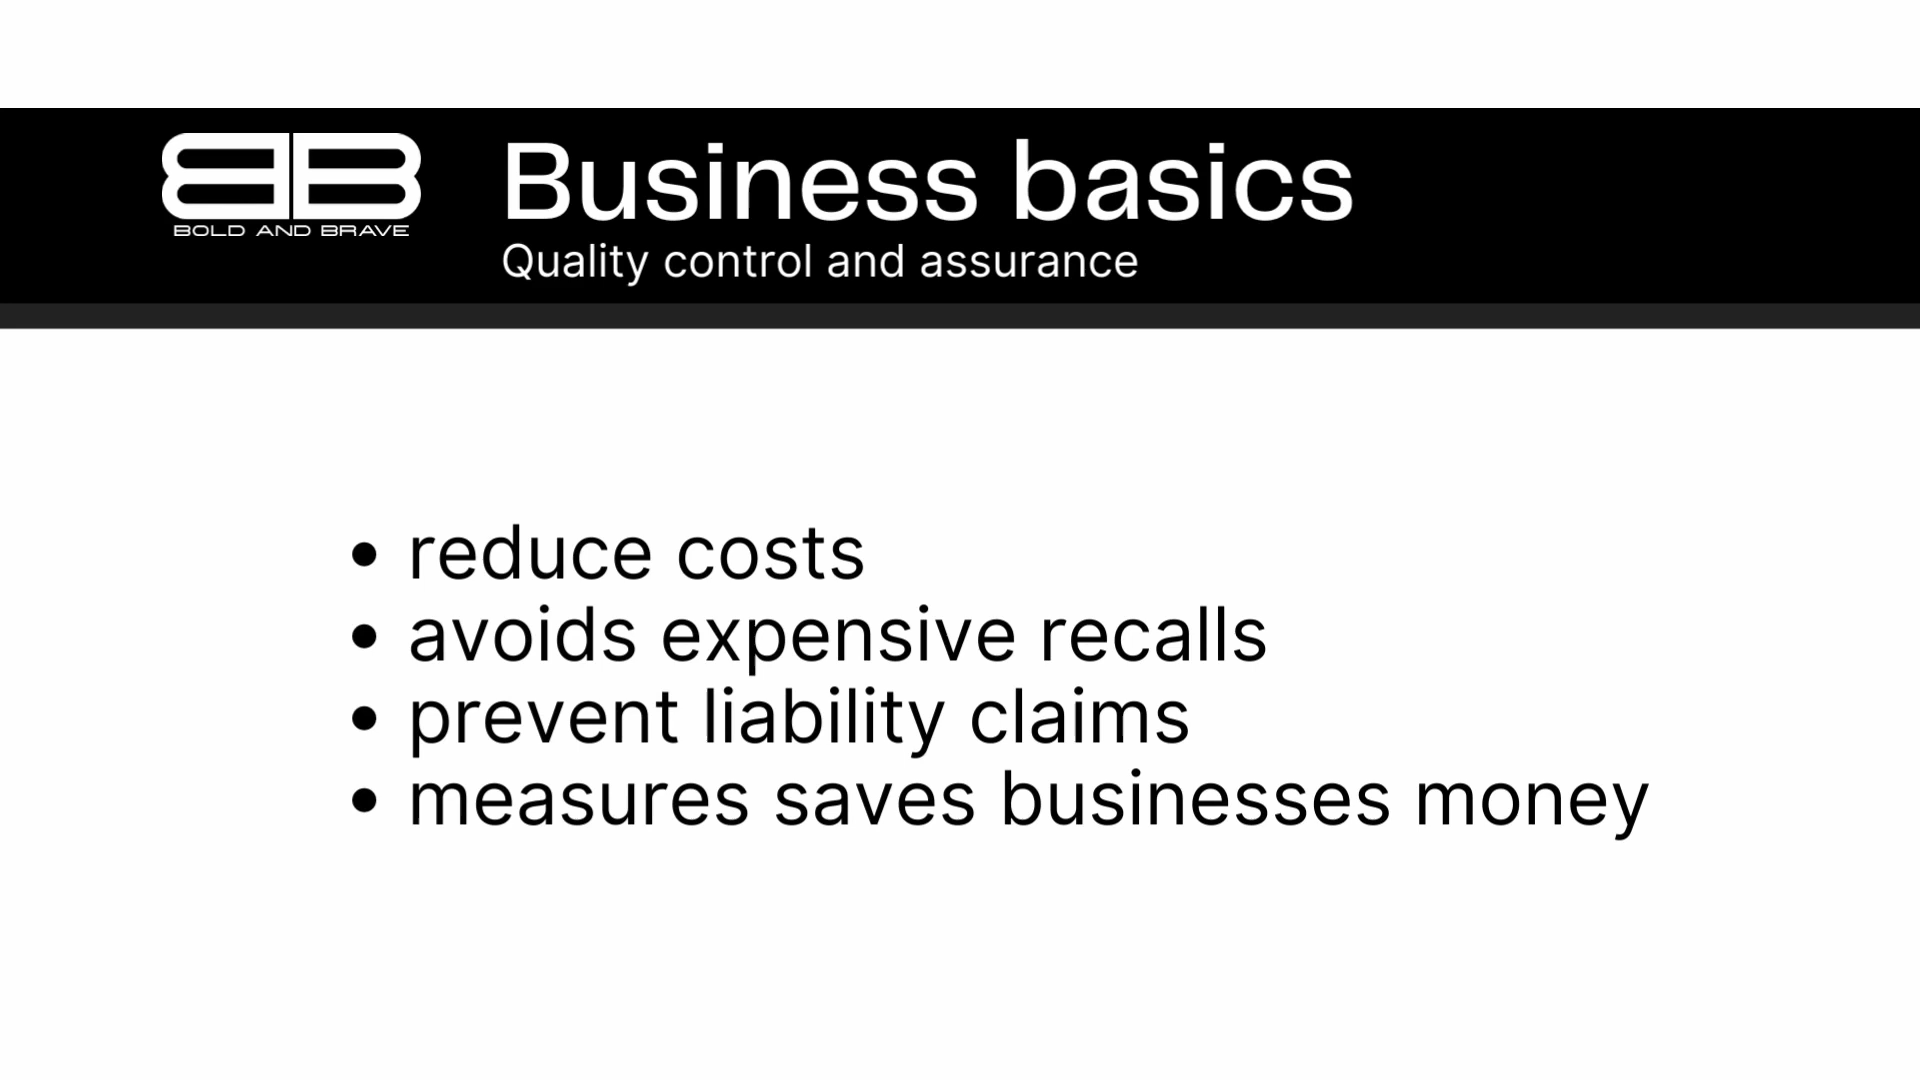 BB
BOLD AND BRAVE
Business basics
Quality control and assurance
• reduce costs
• avoids expensive recalls
• prevent liability claims
• measures saves businesses money